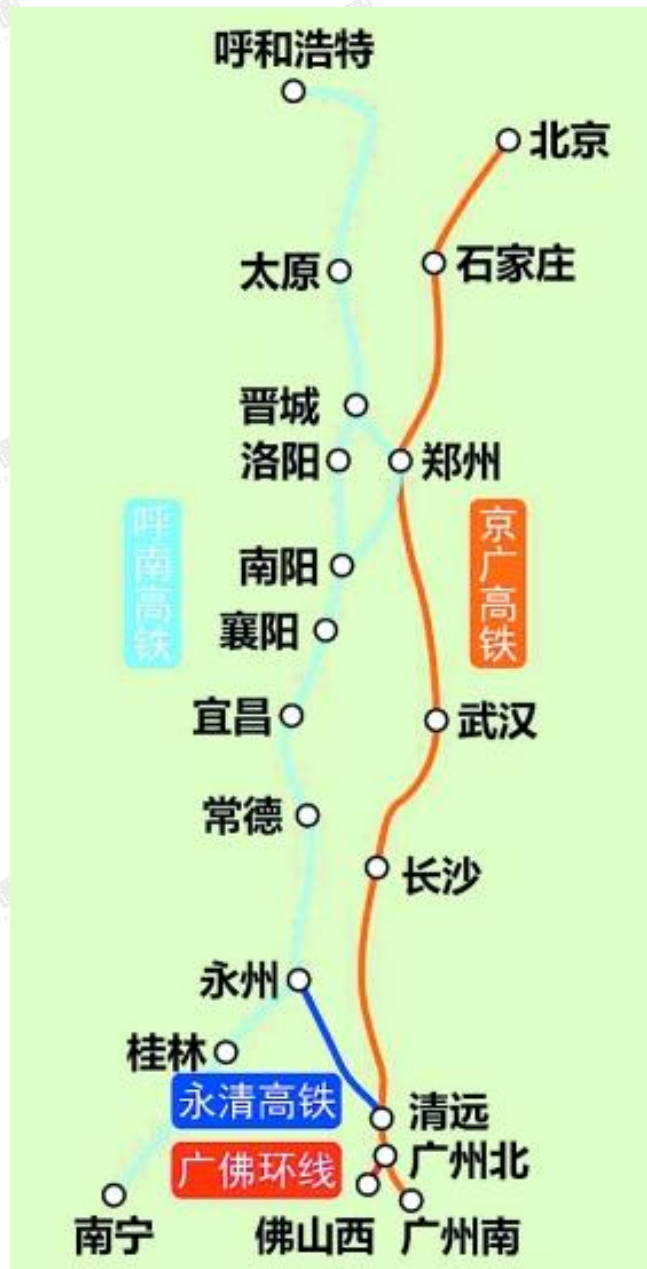 呼和浩特
北京
太原
石家庄
晋城
洛阳
郑州
呼南高铁
京广高铁
南阳
襄阳
宜昌
武汉
常德
长沙
永州
桂林
永清高铁
清远
广佛环线
广州北
南宁
佛山西
广州南